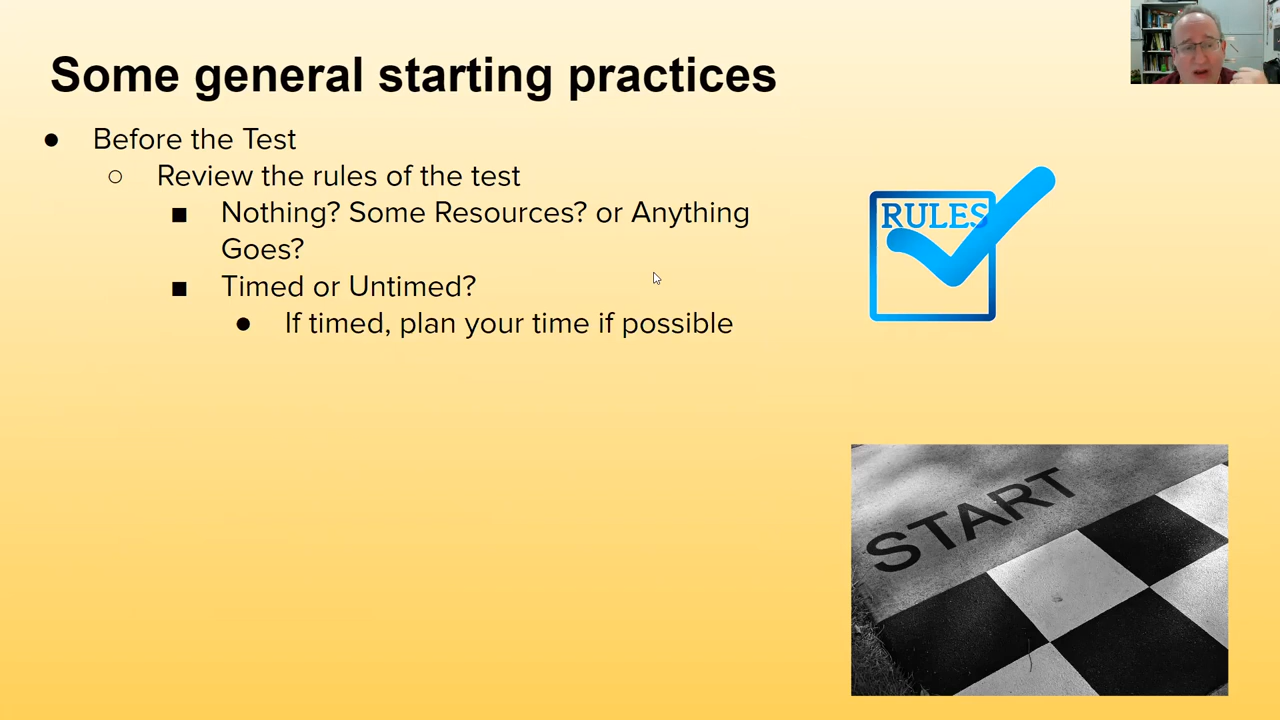 Some general starting practices
● Before the Test
○ Review the rules of the test
■ Nothing? Some Resources? or Anything
Goes?
■ Timed or Untimed?
● If timed, plan your time if possible
RULES
START